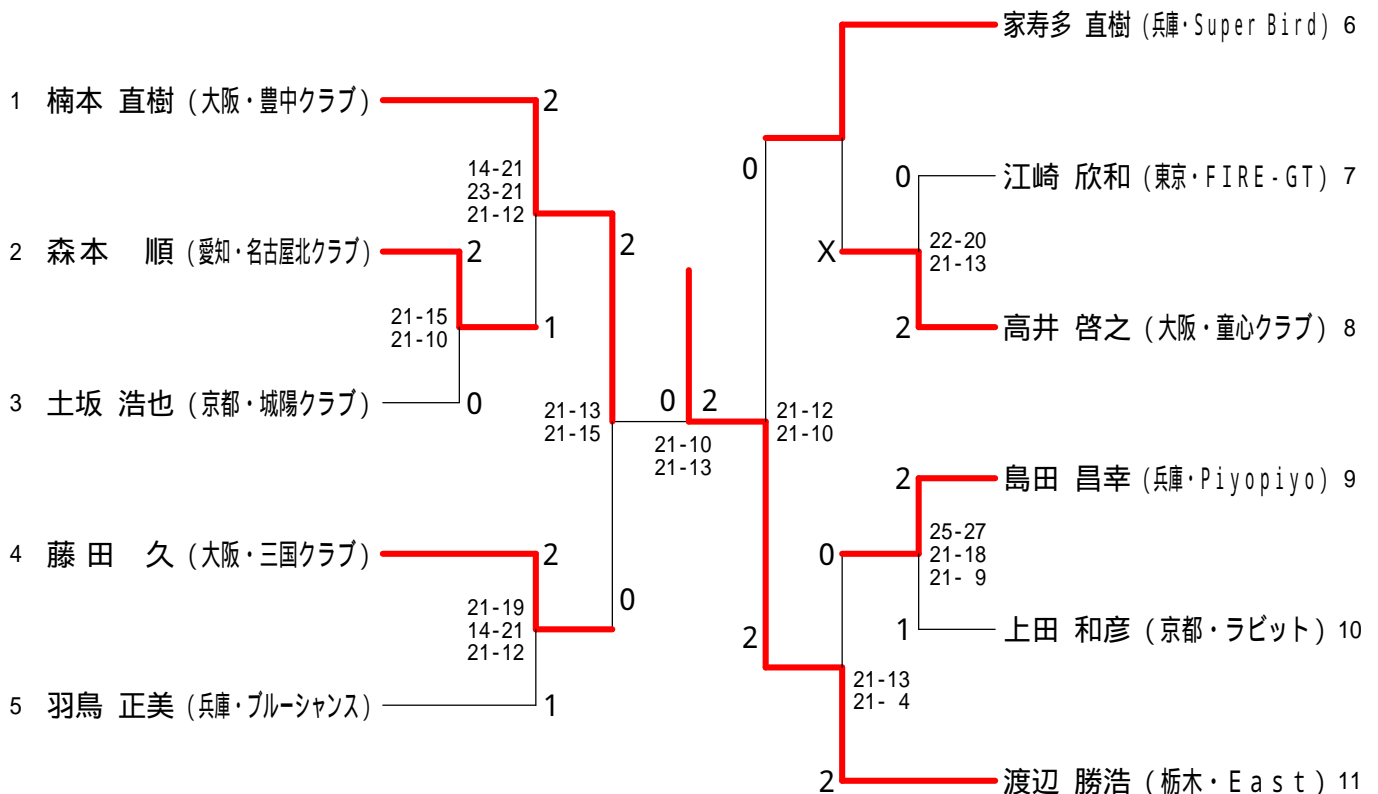 家寿多 直樹 (兵庫・Super Bird) 6
1 楠本 直樹 (大阪・豊中クラブ) 2
14-21
23-21
21-12
0
0 江崎 欣和 (東京・FIRE-GT) 7
2 森本 順 (愛知・名古屋北クラブ) 2
2
X
22-20
21-13
21-15
21-10
1
2 高井 啓之 (大阪・童心クラブ) 8
3 土坂 浩也 (京都・城陽クラブ) 0
21-13
21-15
0 2
21-10
21-13
21-12
21-10
2 島田 昌幸 (兵庫・Piyopiyo) 9
4 藤田 久 (大阪・三国クラブ) 2
0
25-27
21-18
21- 9
21-19
14-21
21-12
0
2
1 上田 和彦 (京都・ラビット) 10
5 羽鳥 正美 (兵庫・ブルーシャンス) 1
21-13
21- 4
2 渡辺 勝浩 (栃木・East) 11